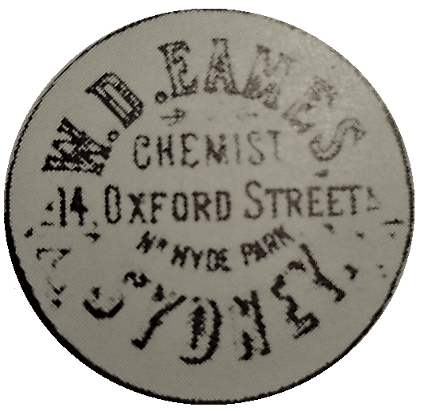 W.D.EAMES
CHEMIST
14, OXFORD STREET
Nᴿ HYDE PARK
SYDNEY.